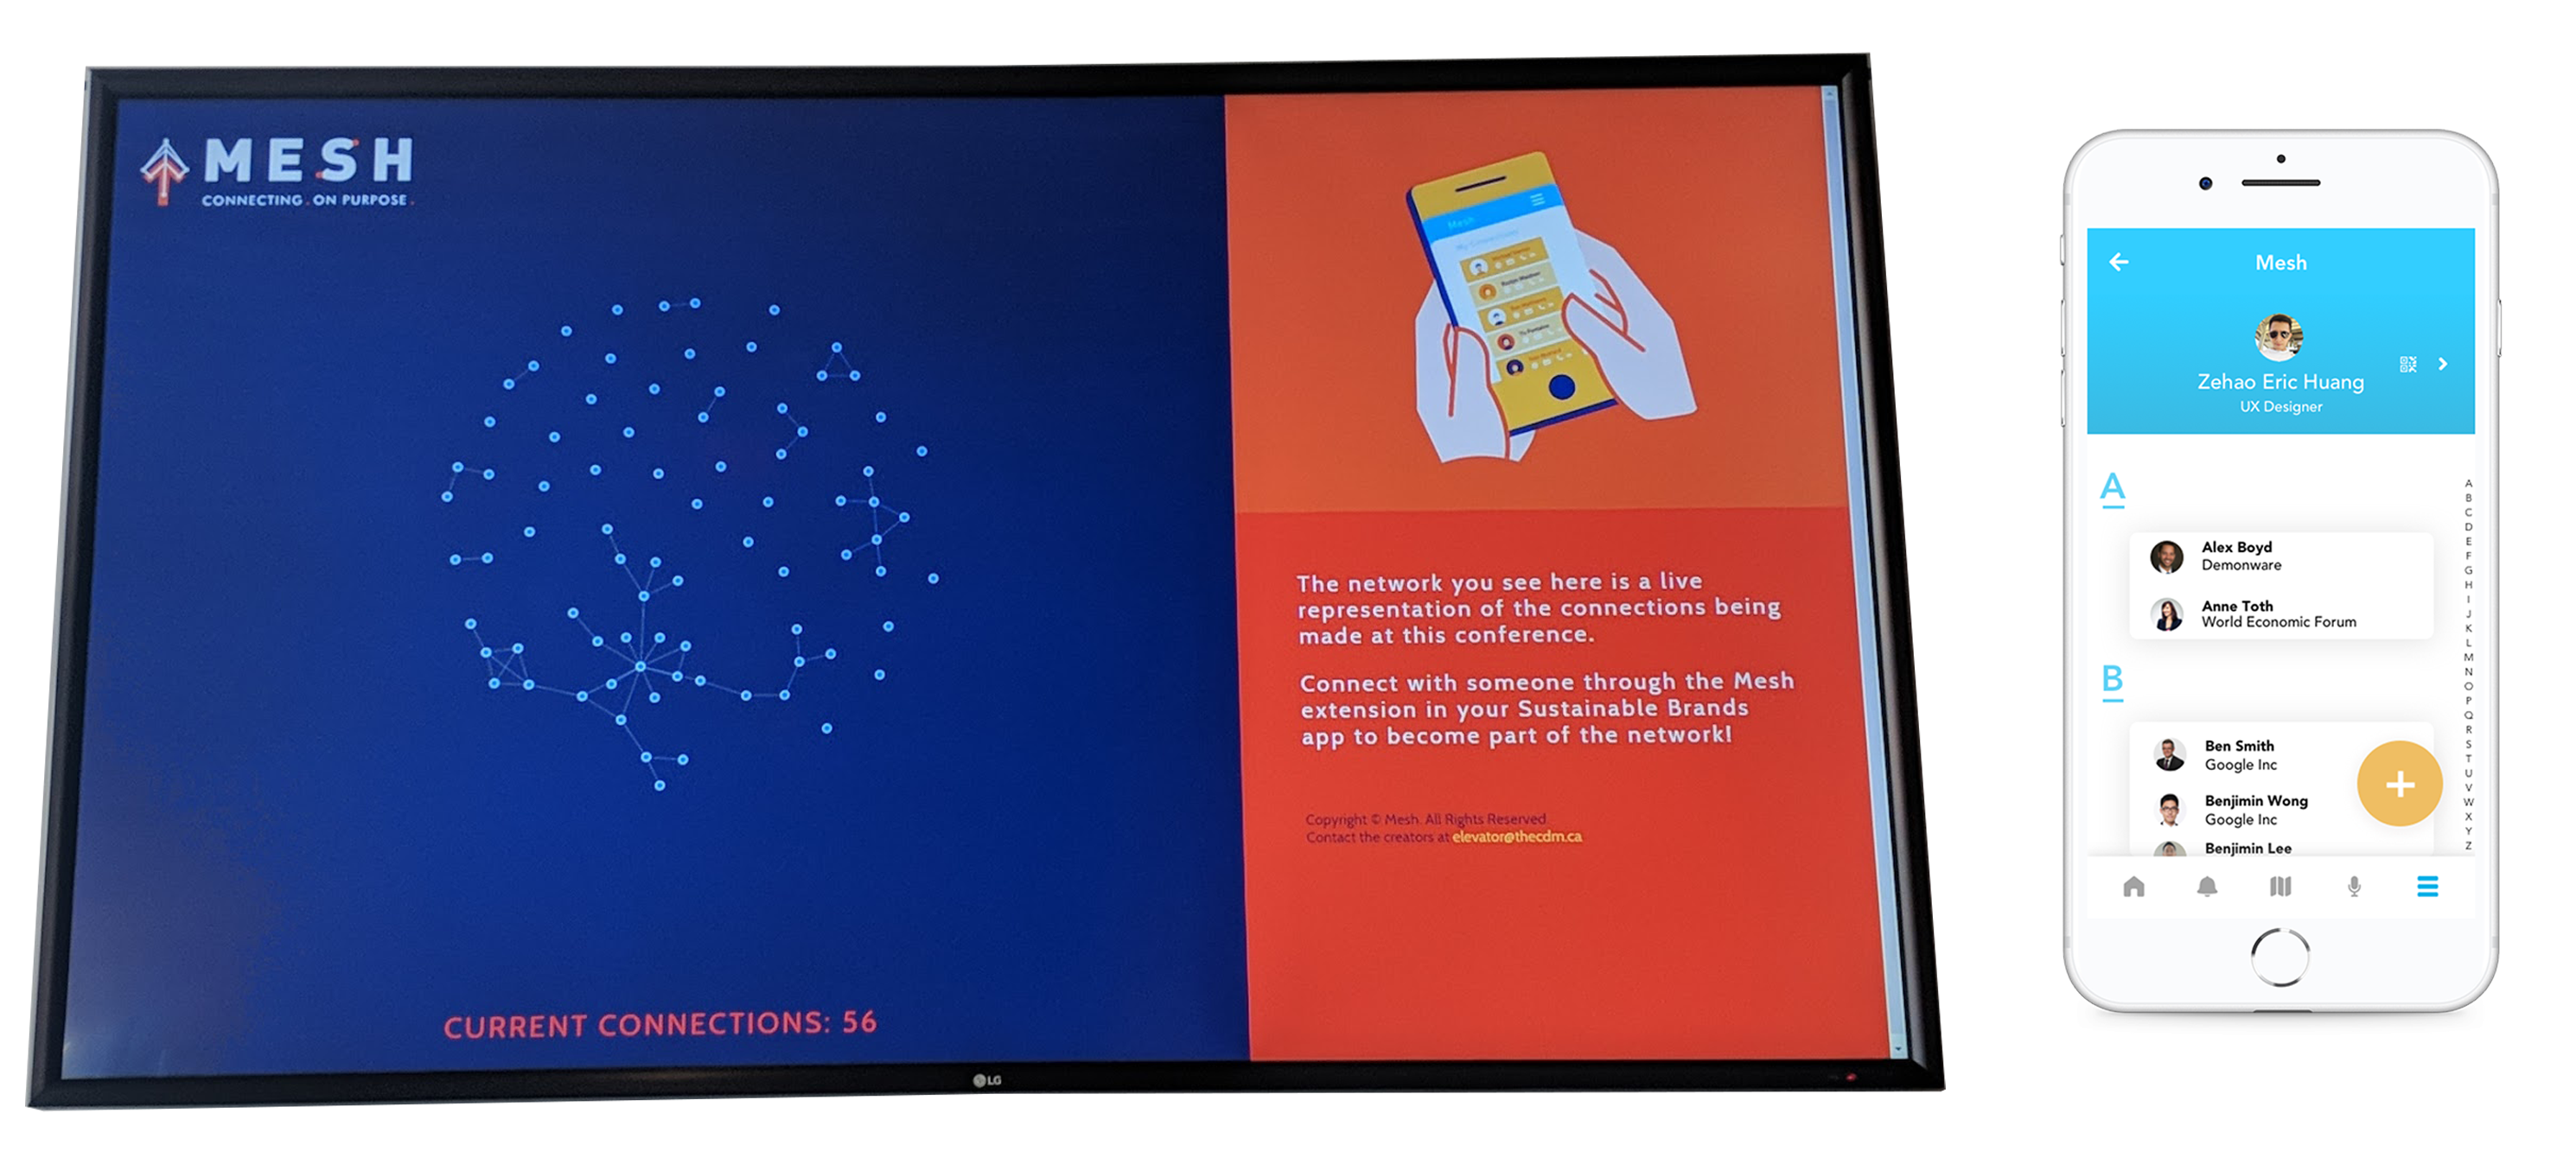 MESH
CONNECTING. ON PURPOSE.
CURRENT CONNECTIONS: 56
Mesh
The network you see here is a live
representation of the connections being
made at this conference.
Connect with someone through the Mesh
extension in your Sustainable Brands
app to become part of the network!
Copyright © Mesh. All Rights Reserved.
Contact the creators at elevator@thecdm.ca
LG
Mesh
Zehao Eric Huang
UX Designer
A
Alex Boyd
Demonware
Anne Toth
World Economic Forum
B
Ben Smith
Google Inc
Benjimin Wong
Google Inc
Benjimin Lee
A
B
C
D
E
F
G
H
I
J
K
L
M
N
O
P
Q
R
S
T
U
V
W
X
Y
Z